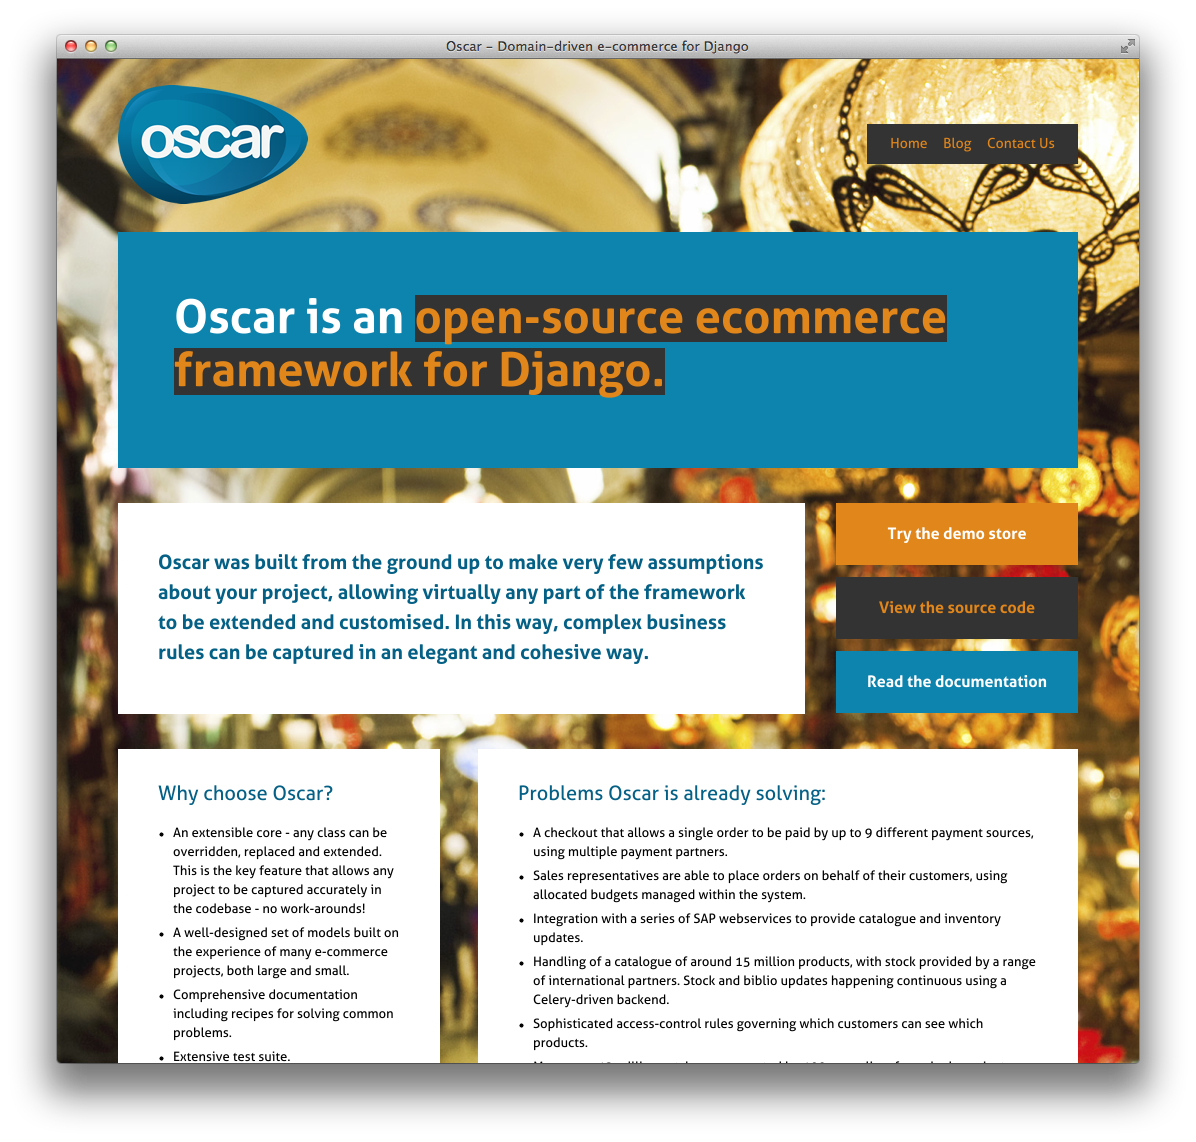 Oscar – Domain-driven e-commerce for Django
oscar
Home Blog Contact Us
Oscar is an open-source ecommerce
framework for Django.
Oscar was built from the ground up to make very few assumptions
about your project, allowing virtually any part of the framework
to be extended and customised. In this way, complex business
rules can be captured in an elegant and cohesive way.
Try the demo store
View the source code
Read the documentation
Why choose Oscar?
An extensible core - any class can be
overridden, replaced and extended.
This is the key feature that allows any
project to be captured accurately in
the codebase - no work-arounds!
A well-designed set of models built on
the experience of many e-commerce
projects, both large and small.
Comprehensive documentation
including recipes for solving common
problems.
Extensive test suite.
Problems Oscar is already solving:
A checkout that allows a single order to be paid by up to 9 different payment sources,
using multiple payment partners.
Sales representatives are able to place orders on behalf of their customers, using
allocated budgets managed within the system.
Integration with a series of SAP webservices to provide catalogue and inventory
updates.
Handling of a catalogue of around 15 million products, with stock provided by a range
of international partners. Stock and biblio updates happening continuous using a
Celery-driven backend.
Sophisticated access-control rules governing which customers can see which
products.